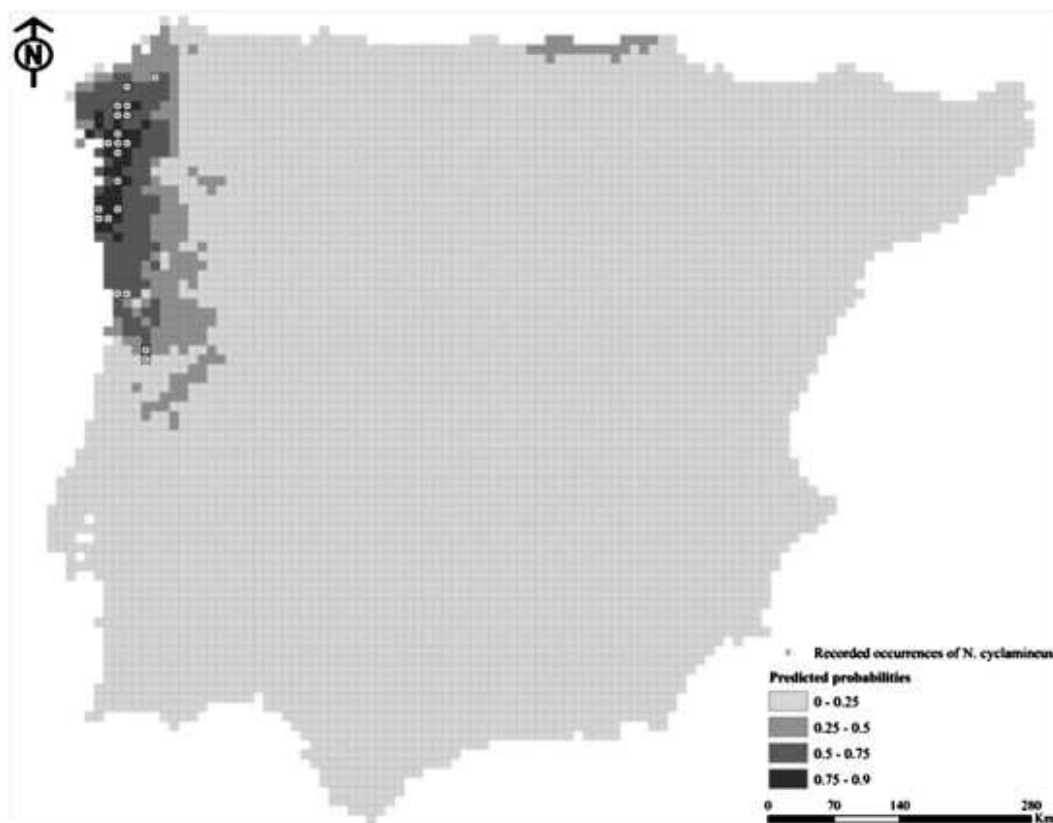 N
Recorded occurrences of N. cyclamineus
Predicted probabilities
0 - 0.25
0.25 - 0.5
0.5 - 0.75
0.75 - 0.9
0 70 140 280
Km